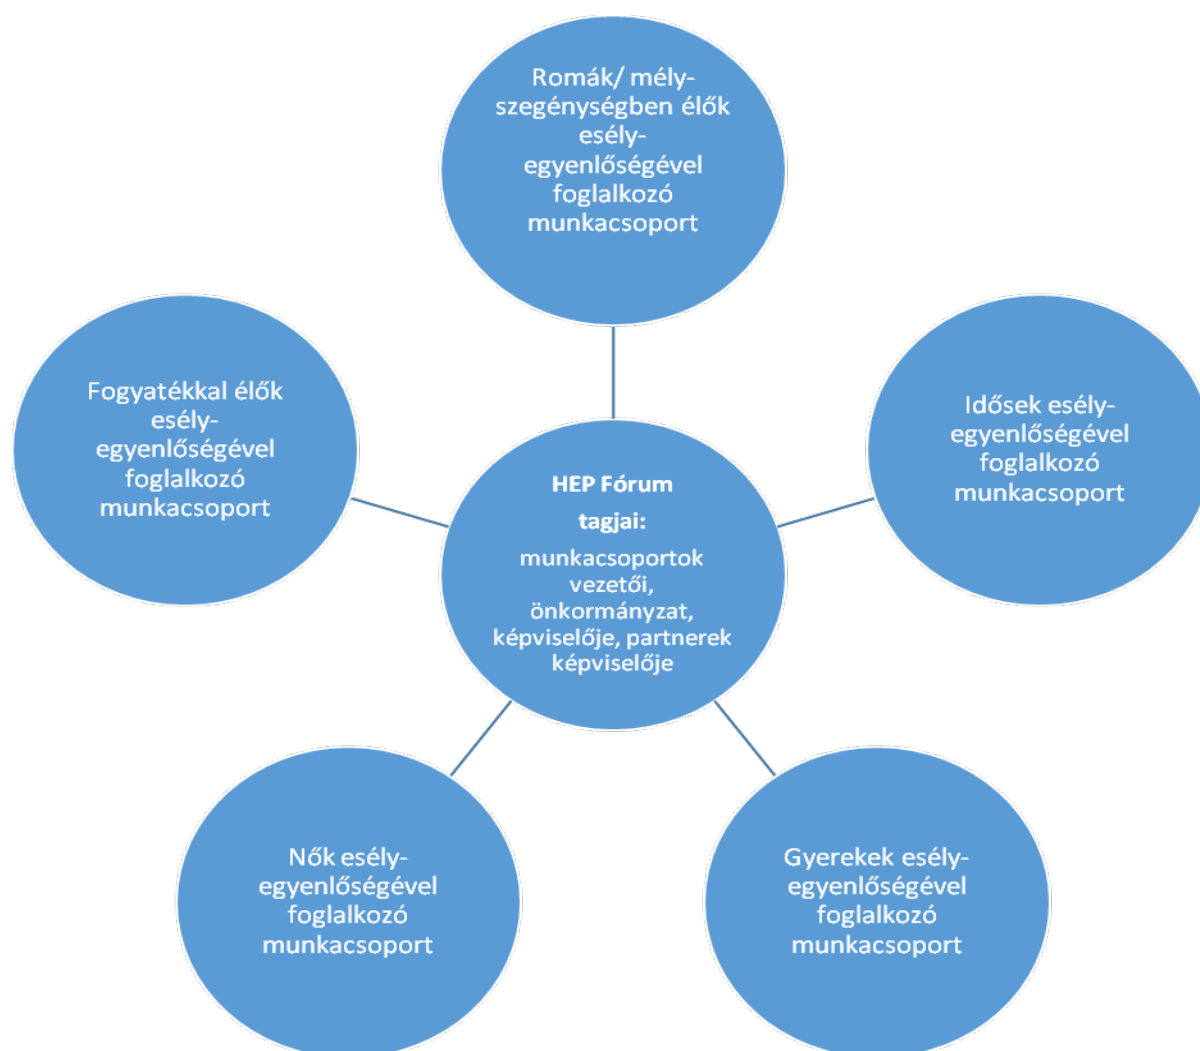 Romák/ mély-
szegénységben élők
esély-
egyenlőségével
foglalkozó
munkacsoport
Fogyatékkal élők
esély-
egyenlőségével
foglalkozó
munkacsoport
Idősek esély-
egyenlőségével
foglalkozó
munkacsoport
HEP Fórum
tagjai:
munkacsoportok
vezetői,
önkormányzat,
képviselője, partnerek
képviselője
Nők esély-
egyenlőségével
foglalkozó
munkacsoport
Gyerekek esély-
egyenlőségével
foglalkozó
munkacsoport